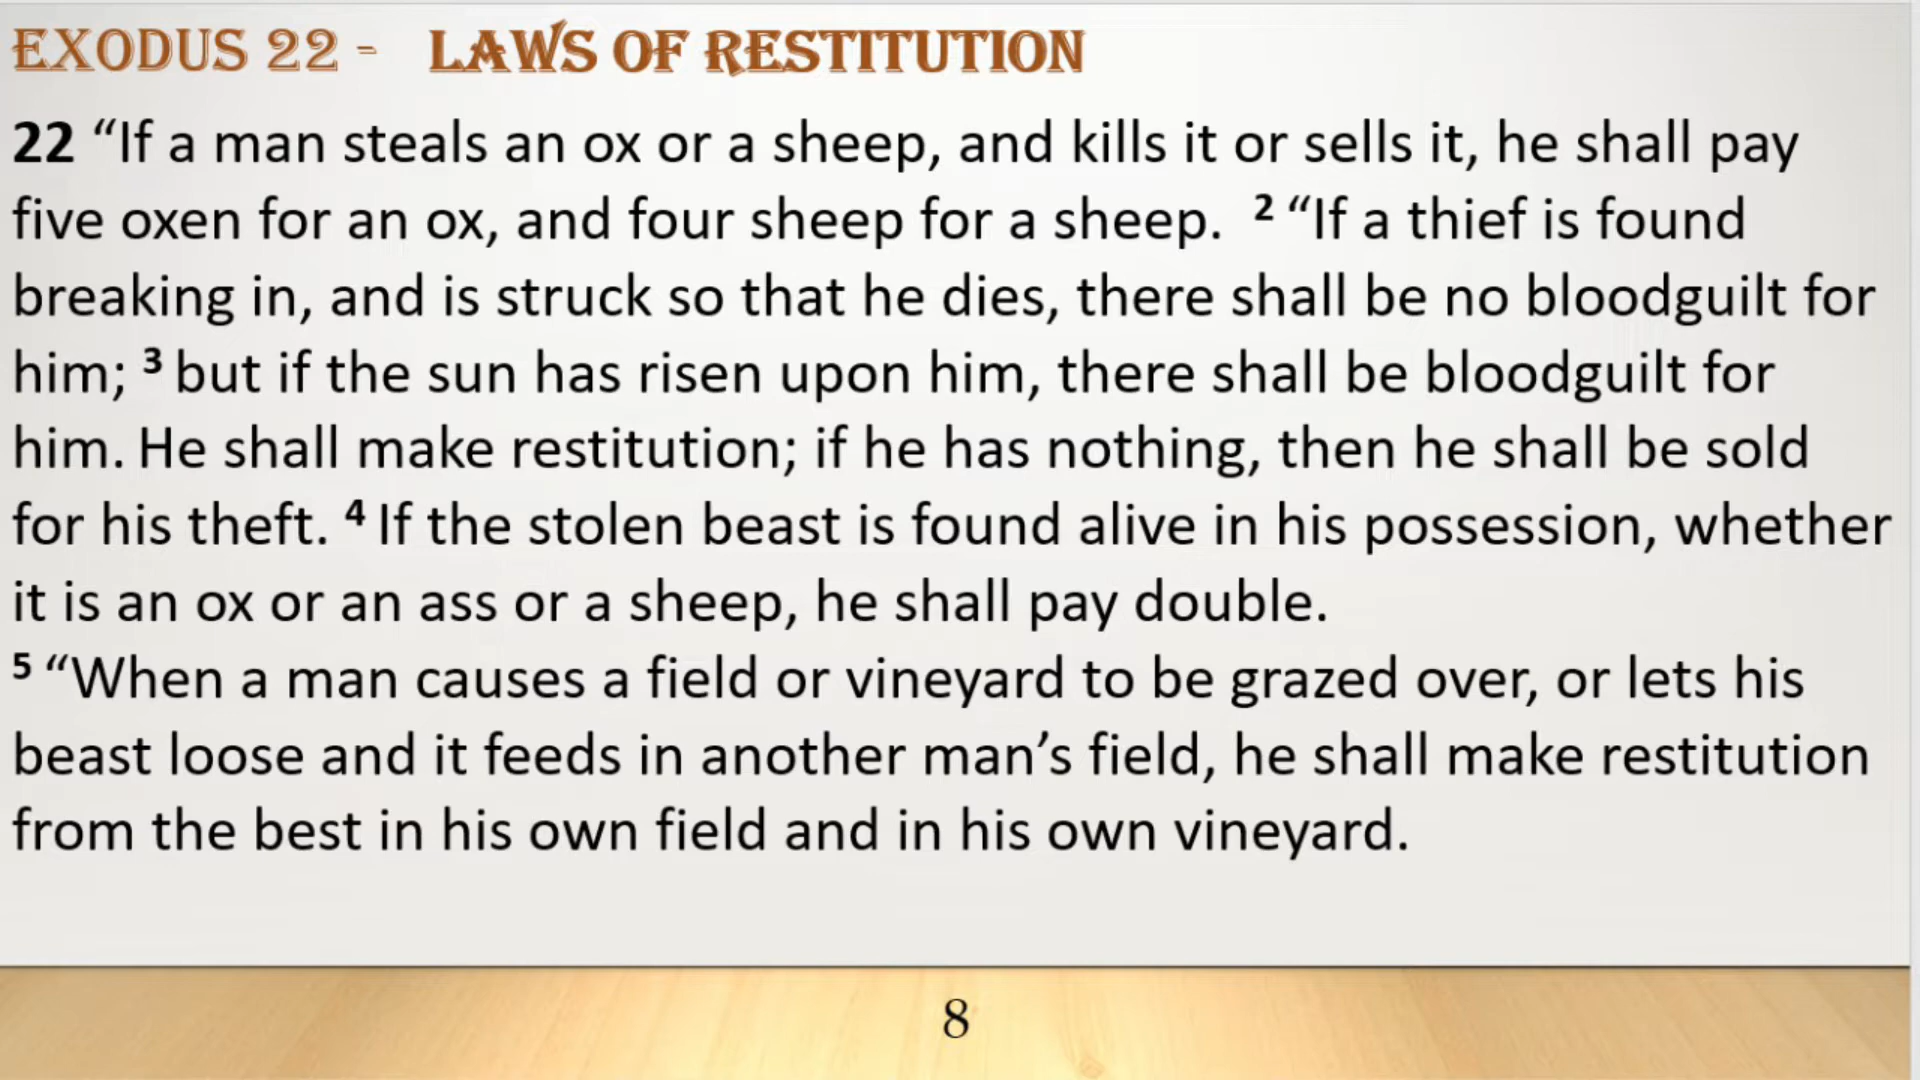 EXODUS 22 - LAWS OF RESTITUTION
22 “If a man steals an ox or a sheep, and kills it or sells it, he shall pay
five oxen for an ox, and four sheep for a sheep. 2 “If a thief is found
breaking in, and is struck so that he dies, there shall be no bloodguilt for
him; 3 but if the sun has risen upon him, there shall be bloodguilt for
him. He shall make restitution; if he has nothing, then he shall be sold
for his theft. 4 If the stolen beast is found alive in his possession, whether
it is an ox or an ass or a sheep, he shall pay double.
5 “When a man causes a field or vineyard to be grazed over, or lets his
beast loose and it feeds in another man’s field, he shall make restitution
from the best in his own field and in his own vineyard.
8